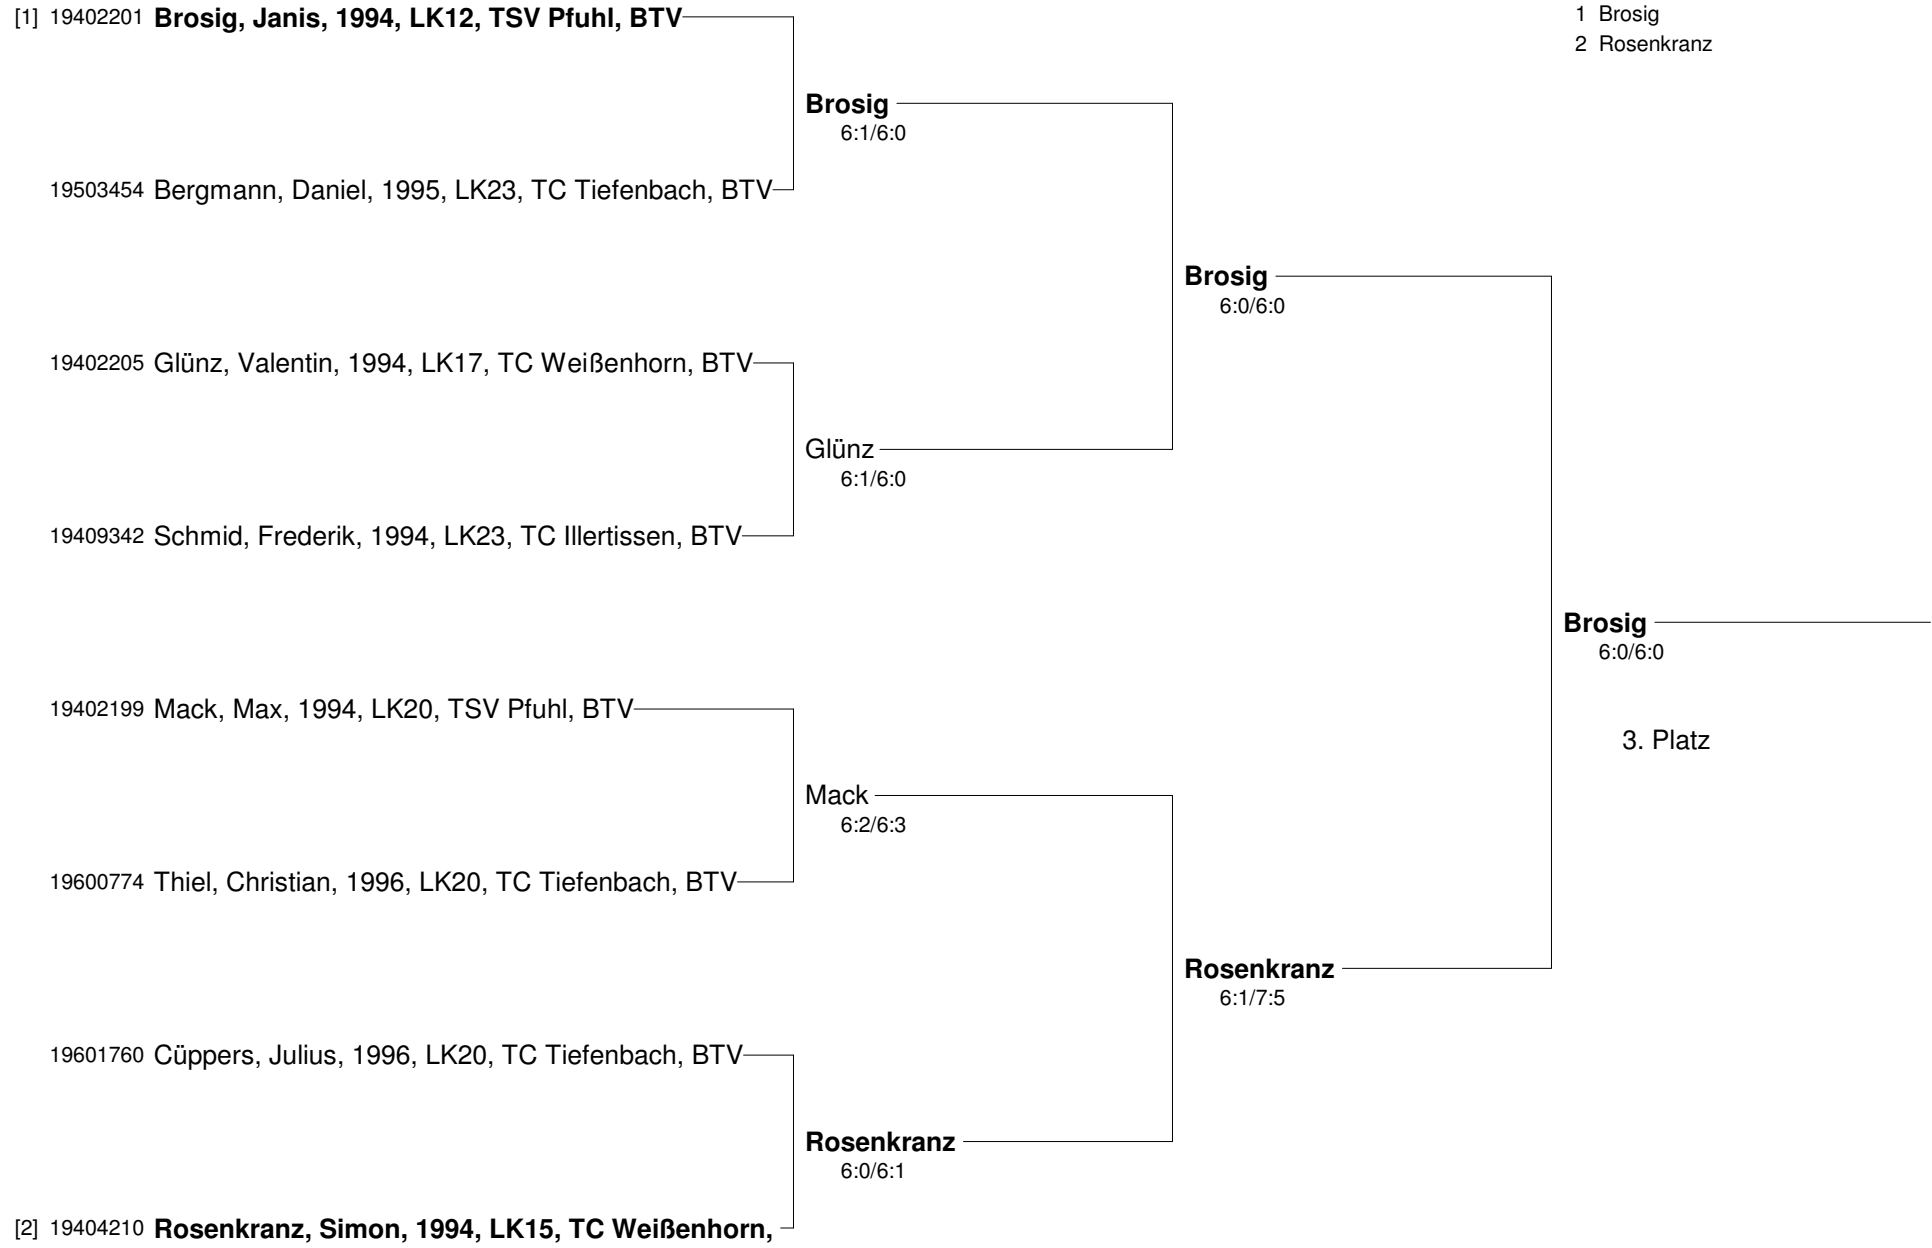 [1] 19402201 Brosig, Janis, 1994, LK12, TSV Pfuhl, BTV
1 Brosig
2 Rosenkranz
Brosig
6:1/6:0
19503454 Bergmann, Daniel, 1995, LK23, TC Tiefenbach, BTV
Brosig
6:0/6:0
19402205 Glünz, Valentin, 1994, LK17, TC Weißenhorn, BTV
Glünz
6:1/6:0
19409342 Schmid, Frederik, 1994, LK23, TC Illertissen, BTV
Brosig
6:0/6:0
19402199 Mack, Max, 1994, LK20, TSV Pfuhl, BTV
3. Platz
Mack
6:2/6:3
19600774 Thiel, Christian, 1996, LK20, TC Tiefenbach, BTV
Rosenkranz
6:1/7:5
19601760 Cüppers, Julius, 1996, LK20, TC Tiefenbach, BTV
Rosenkranz
6:0/6:1
[2] 19404210 Rosenkranz, Simon, 1994, LK15, TC Weißenhorn,